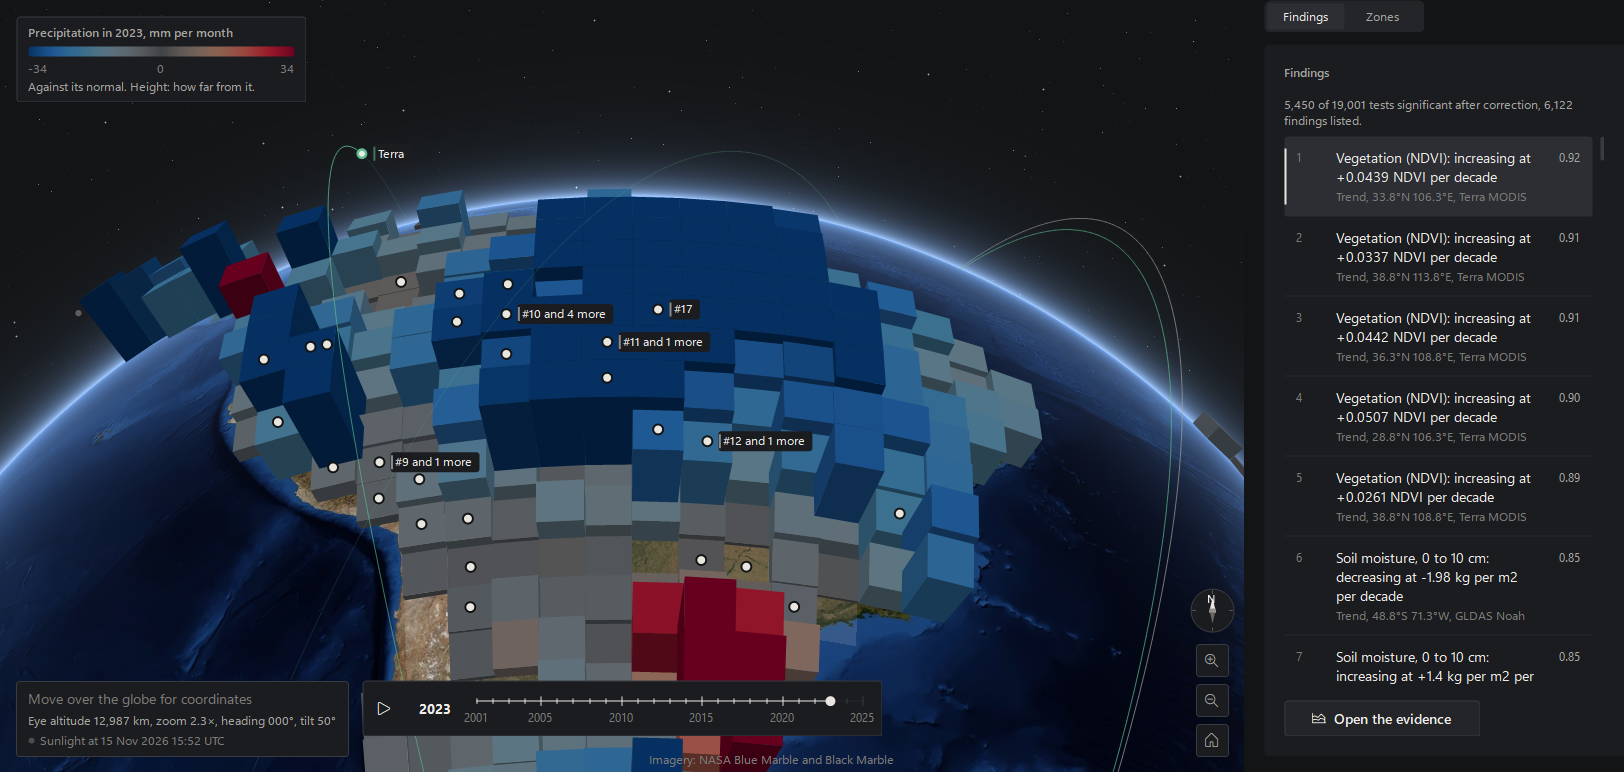 Precipitation in 2023, mm per month
-34 0 34
Against its normal. Height: how far from it.
Terra
#10 and 4 more
#17
#11 and 1 more
#12 and 1 more
#9 and 1 more
N
Move over the globe for coordinates
Eye altitude 12,987 km, zoom 2.3×, heading 000°, tilt 50°
Sunlight at 15 Nov 2026 15:52 UTC
2023
2001 2005 2010 2015 2020 2025
Imagery: NASA Blue Marble and Black Marble
Findings Zones
Findings
5,450 of 19,001 tests significant after correction, 6,122
findings listed.
1 Vegetation (NDVI): increasing at 0.92
+0.0439 NDVI per decade
Trend, 33.8°N 106.3°E, Terra MODIS
2 Vegetation (NDVI): increasing at 0.91
+0.0337 NDVI per decade
Trend, 38.8°N 113.8°E, Terra MODIS
3 Vegetation (NDVI): increasing at 0.91
+0.0442 NDVI per decade
Trend, 36.3°N 108.8°E, Terra MODIS
4 Vegetation (NDVI): increasing at 0.90
+0.0507 NDVI per decade
Trend, 28.8°N 106.3°E, Terra MODIS
5 Vegetation (NDVI): increasing at 0.89
+0.0261 NDVI per decade
Trend, 38.8°N 108.8°E, Terra MODIS
6 Soil moisture, 0 to 10 cm: 0.85
decreasing at -1.98 kg per m2
per decade
Trend, 48.8°S 71.3°W, GLDAS Noah
7 Soil moisture, 0 to 10 cm: 0.85
increasing at +1.4 kg per m2 per
Open the evidence